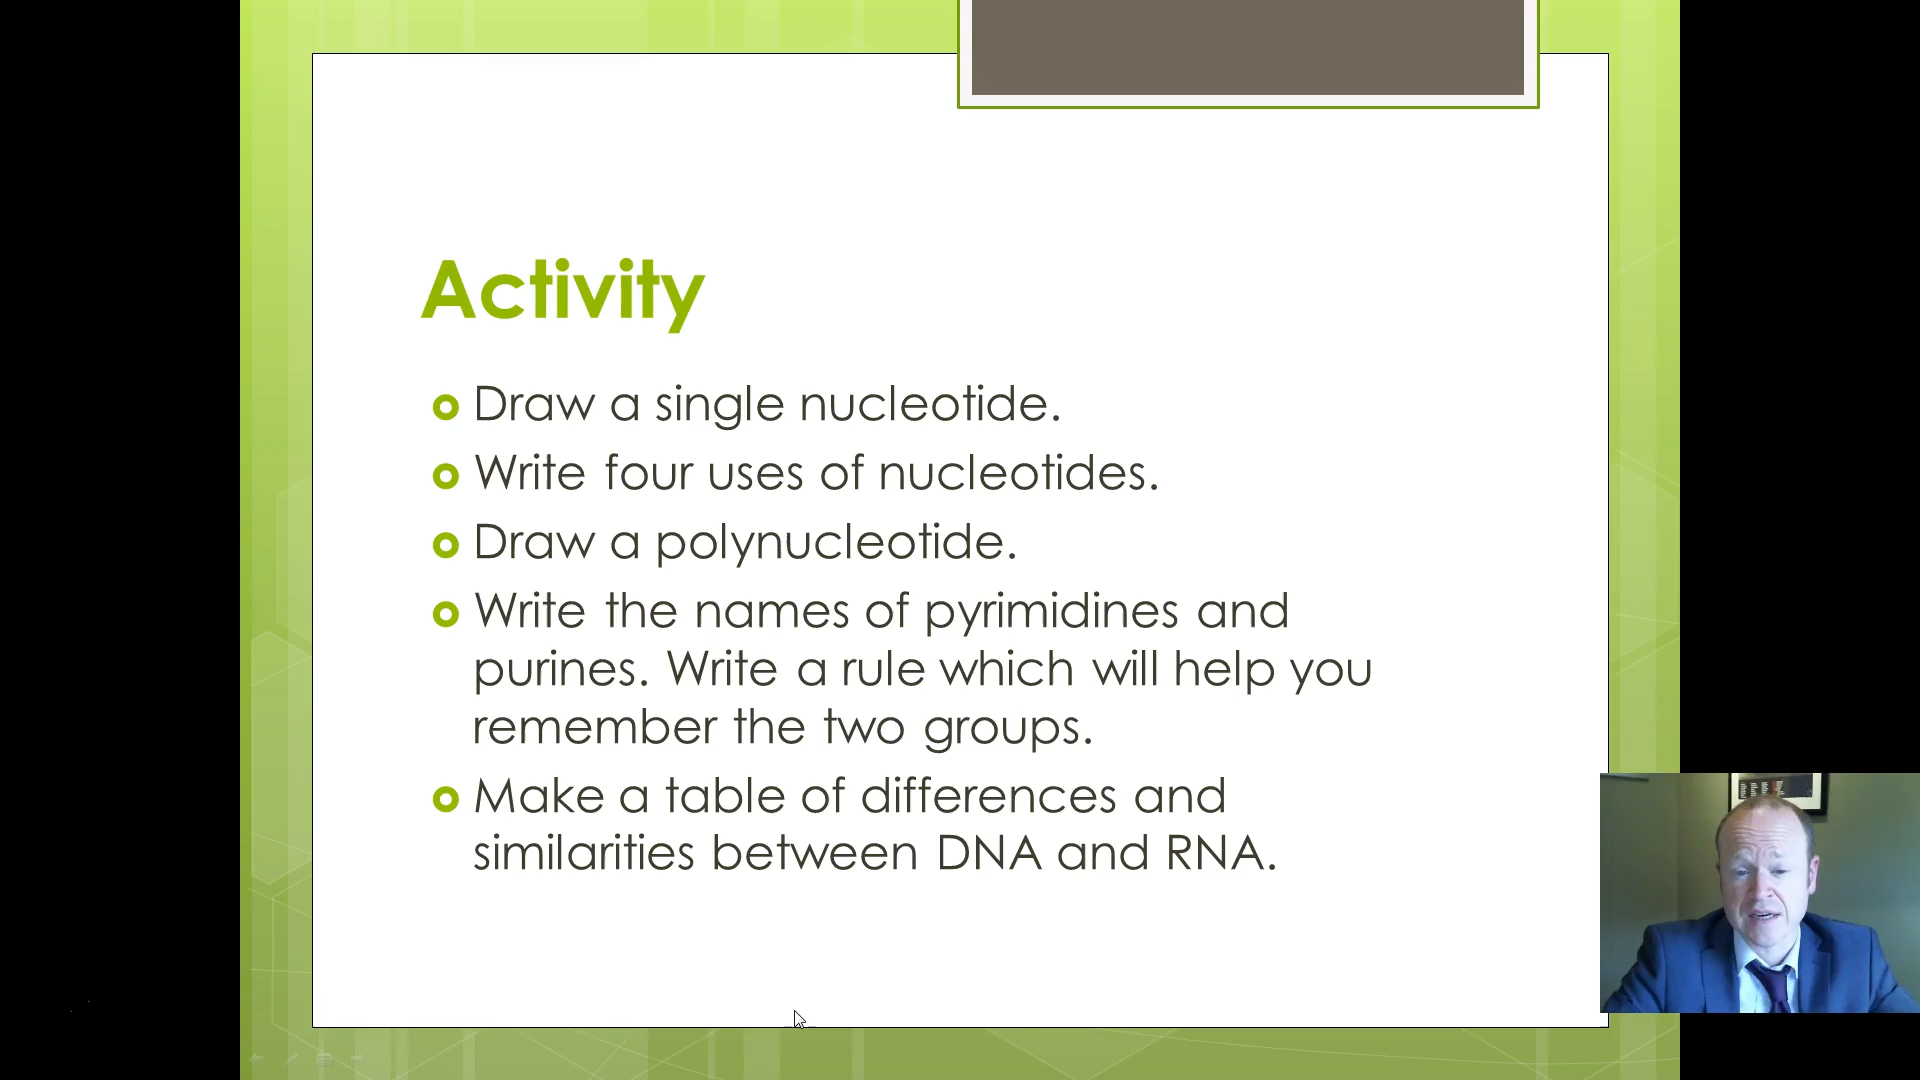 Activity
Draw a single nucleotide.
Write four uses of nucleotides.
Draw a polynucleotide.
Write the names of pyrimidines and
purines. Write a rule which will help you
remember the two groups.
Make a table of differences and
similarities between DNA and RNA.